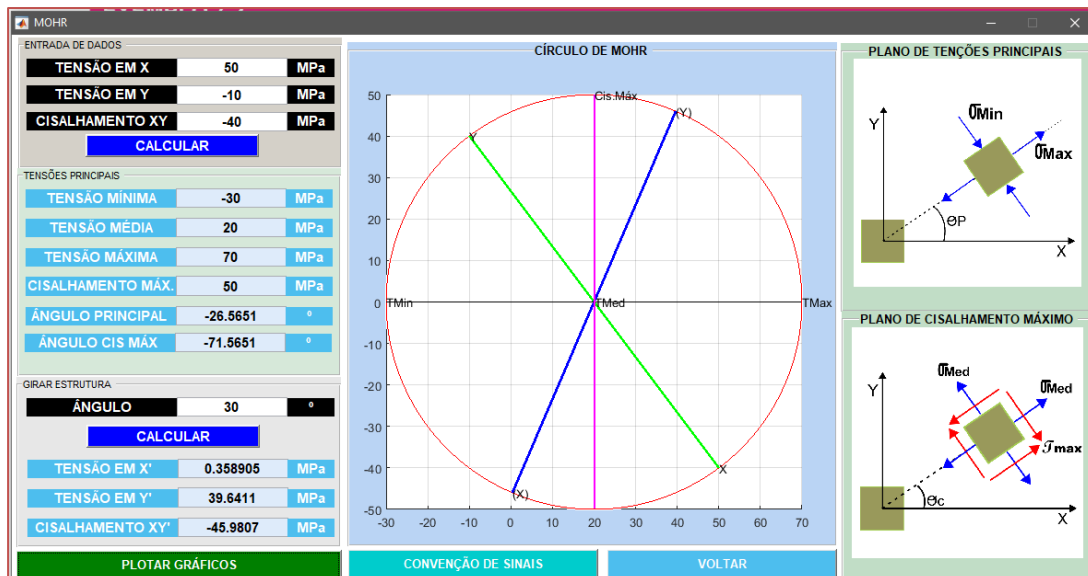 MOHR
ENTRADA DE DADOS
TENSÃO EM X 50 MPa
TENSÃO EM Y -10 MPa
CISALHAMENTO XY -40 MPa
CALCULAR
TENSÕES PRINCIPAIS
TENSÃO MÍNIMA -30 MPa
TENSÃO MÉDIA 20 MPa
TENSÃO MÁXIMA 70 MPa
CISALHAMENTO MÁX. 50 MPa
ÂNGULO PRINCIPAL -26.5651 º
ÂNGULO CIS MÁX -71.5651 º
GIRAR ESTRUTURA
ÂNGULO 30 º
CALCULAR
TENSÃO EM X' 0.358905 MPa
TENSÃO EM Y' 39.6411 MPa
CISALHAMENTO XY' -45.9807 MPa
PLOTAR GRÁFICOS
CÍRCULO DE MOHR
50
40
30
20
10
0
-10
-20
-30
-40
-50
-30 -20 -10 0 10 20 30 40 50 60 70
Cis.Máx
(Y)
Y
TMin
TMed
TMax
X
(X)
CONVENÇÃO DE SINAIS
VOLTAR
PLANO DE TENÇÕES PRINCIPAIS
Y
σMin
σMax
ΘP
X
PLANO DE CISALHAMENTO MÁXIMO
Y
σMed
σMed
𝒯max
Θc
X